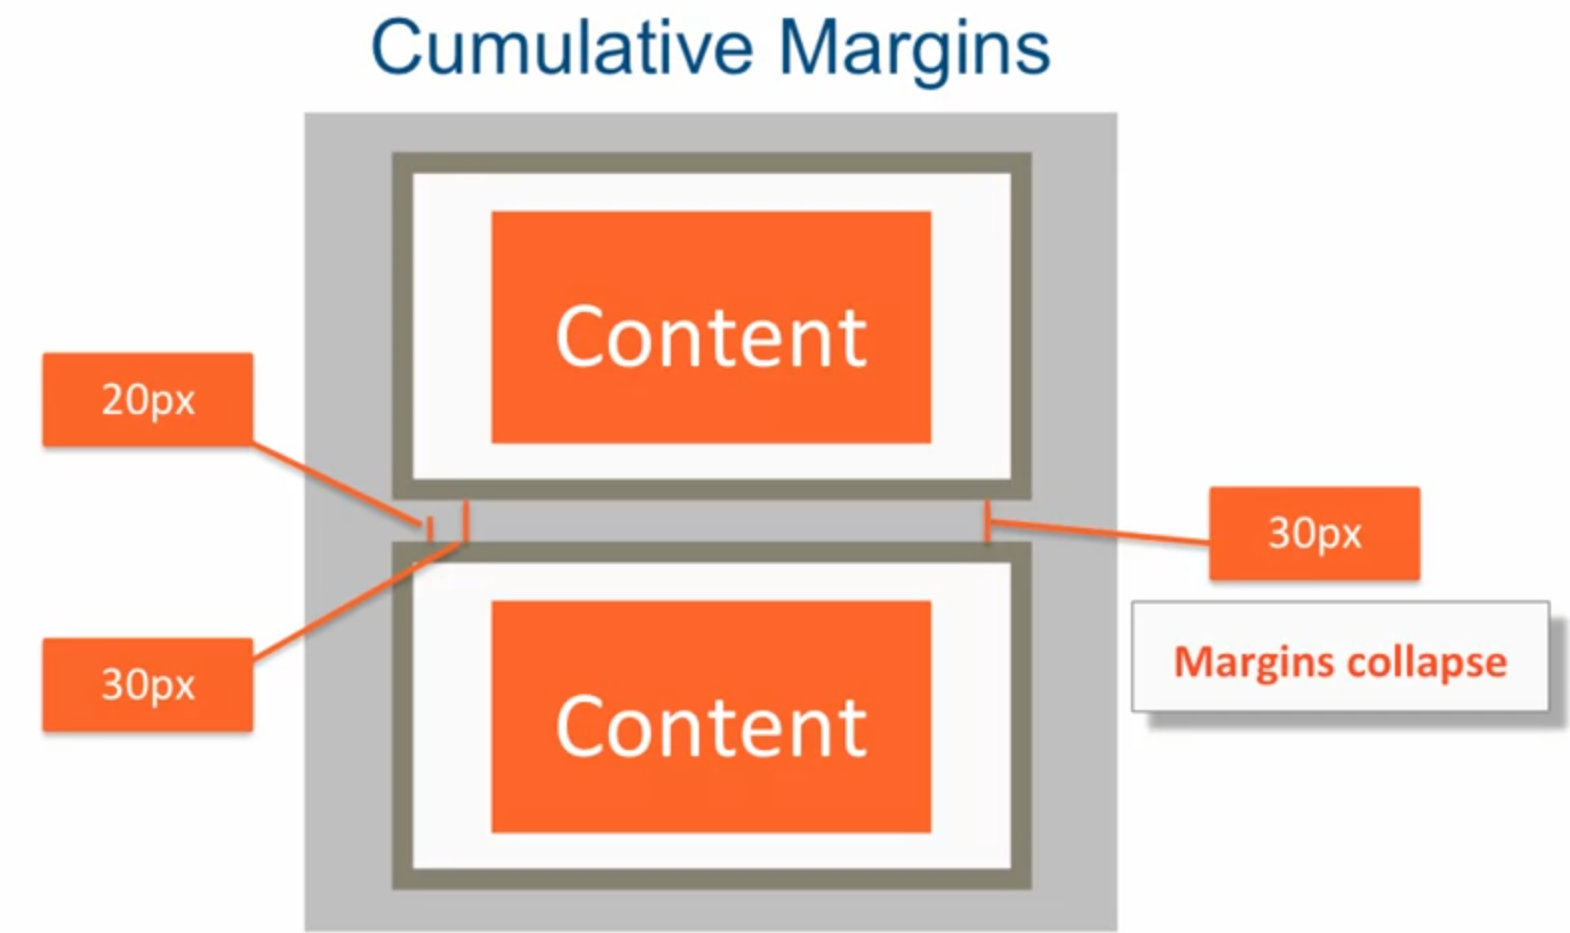 Cumulative Margins
Content
20px
30px
30px
Margins collapse
Content